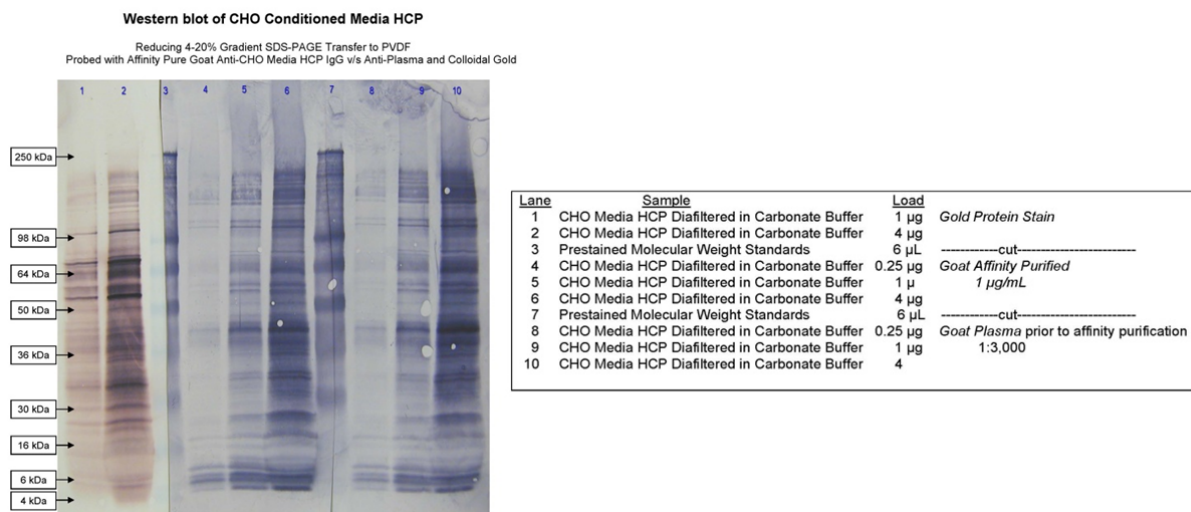 Western blot of CHO Conditioned Media HCP
Reducing 4-20% Gradient SDS-PAGE Transfer to PVDF
Probed with Affinity Pure Goat Anti-CHO Media HCP IgG v/s Anti-Plasma and Colloidal Gold
1 2 3 4 5 6 7 8 9 10
250 kDa
98 kDa
64 kDa
50 kDa
36 kDa
30 kDa
16 kDa
6 kDa
4 kDa
Lane Sample Load
1 CHO Media HCP Diafiltered in Carbonate Buffer 1 µg Gold Protein Stain
2 CHO Media HCP Diafiltered in Carbonate Buffer 4 µg
3 Prestained Molecular Weight Standards 6 µL ------------cut-------------------------
4 CHO Media HCP Diafiltered in Carbonate Buffer 0.25 µg Goat Affinity Purified
5 CHO Media HCP Diafiltered in Carbonate Buffer 1 µ 1 µg/mL
6 CHO Media HCP Diafiltered in Carbonate Buffer 4 µg
7 Prestained Molecular Weight Standards 6 µL ------------cut-------------------------
8 CHO Media HCP Diafiltered in Carbonate Buffer 0.25 µg Goat Plasma prior to affinity purification
9 CHO Media HCP Diafiltered in Carbonate Buffer 1 µg 1:3,000
10 CHO Media HCP Diafiltered in Carbonate Buffer 4